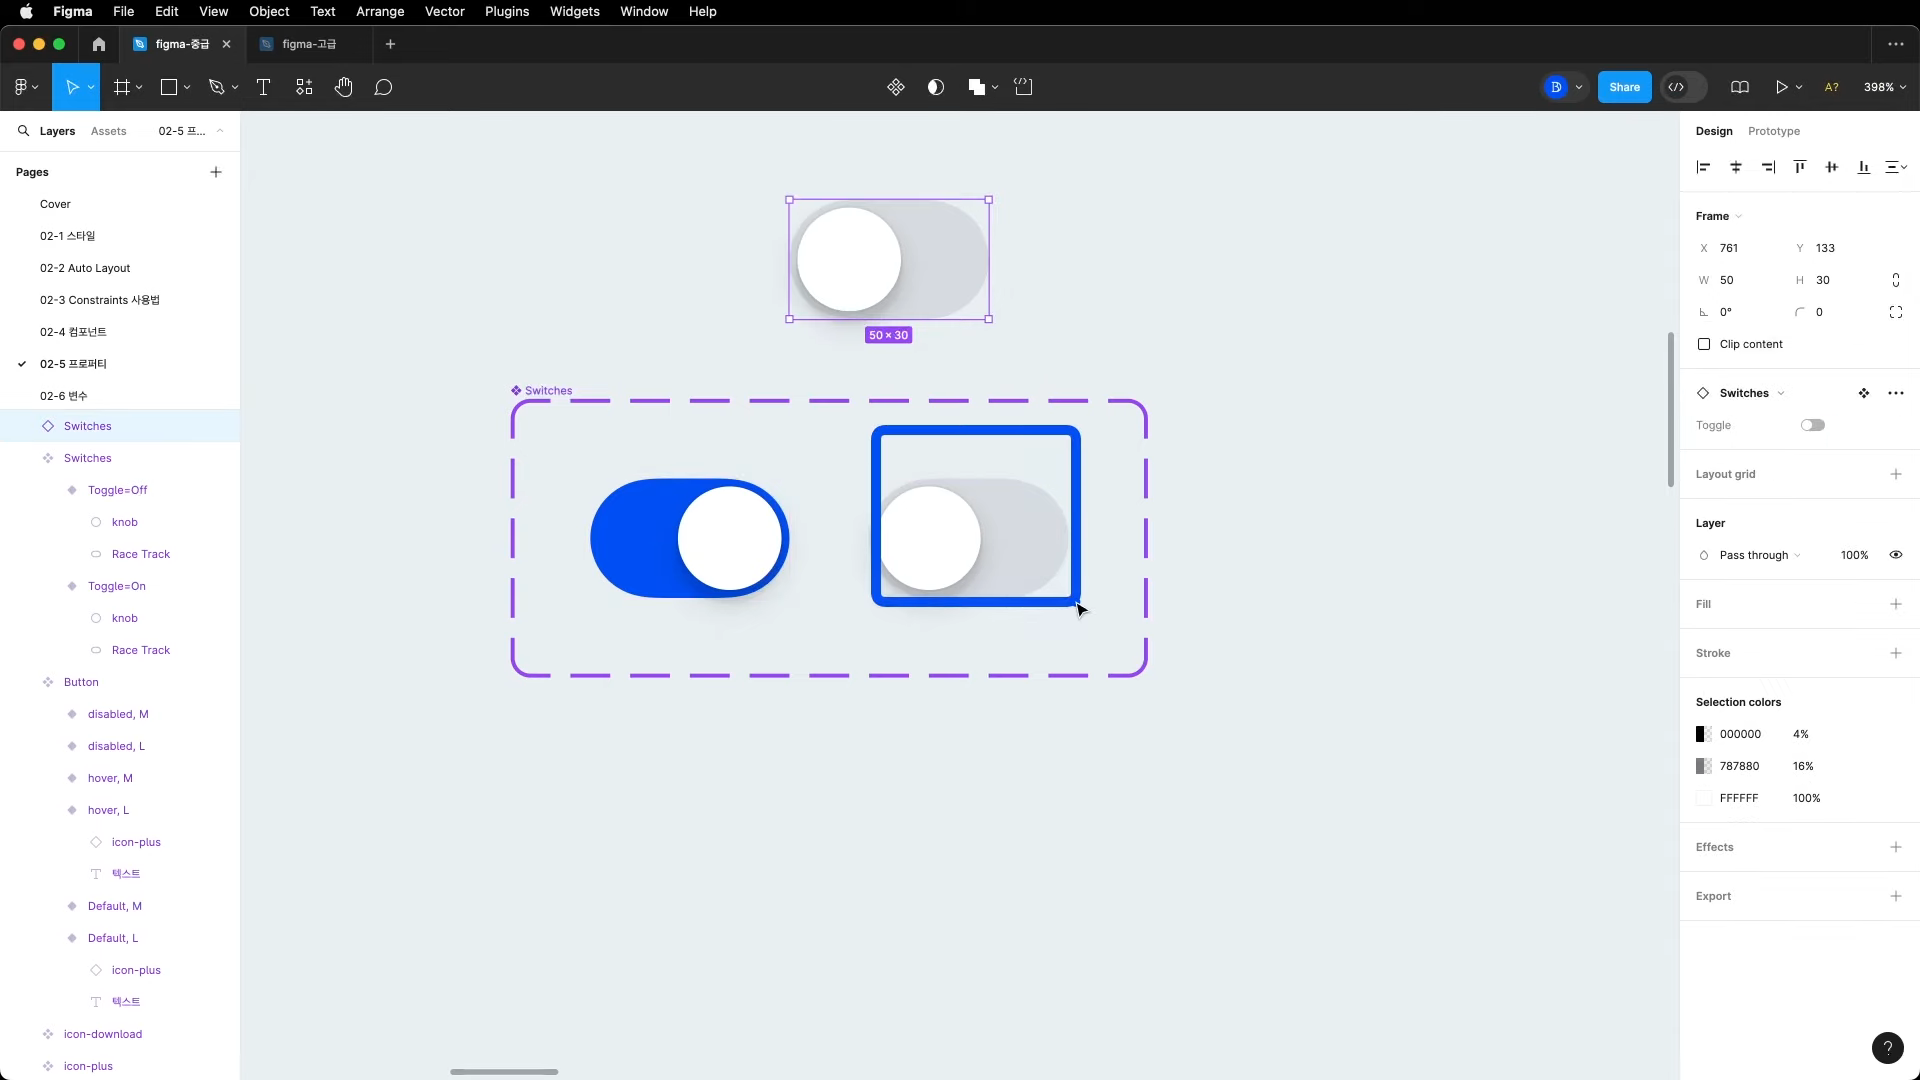 Figma File Edit View Object Text Arrange Vector Plugins Widgets Window Help
figma-중급
figma-고급
Share
A?
398%
Layers Assets 02-5 프...
Pages
Cover
02-1 스타일
02-2 Auto Layout
02-3 Constraints 사용법
02-4 컴포넌트
02-5 프로퍼티
02-6 변수
Switches
Switches
Toggle=Off
knob
Race Track
Toggle=On
knob
Race Track
Button
disabled, M
disabled, L
hover, M
hover, L
icon-plus
텍스트
Default, M
Default, L
icon-plus
텍스트
icon-download
icon-plus
50 × 30
Switches
Design Prototype
Frame
X 761 Y 133
W 50 H 30
0° 0
Clip content
Switches
Toggle
Layout grid
Layer
Pass through 100%
Fill
Stroke
Selection colors
000000 4%
787880 16%
FFFFFF 100%
Effects
Export
?